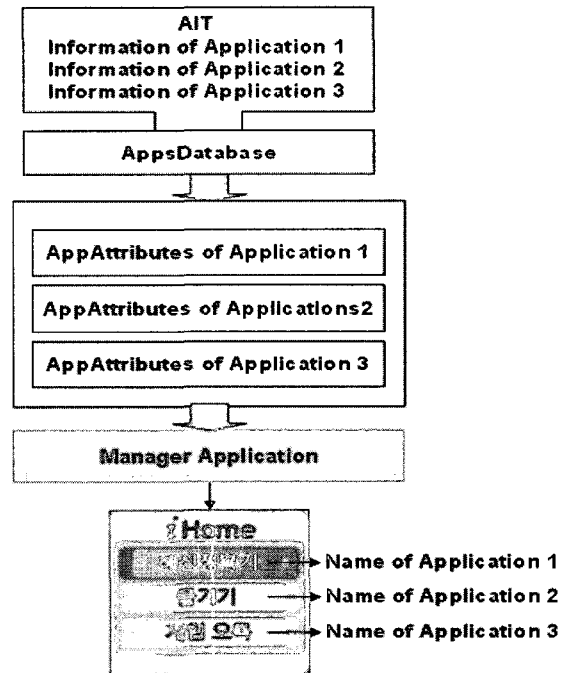 AIT
Information of Application 1
Information of Application 2
Information of Application 3
AppsDatabase
AppAttributes of Application 1
AppAttributes of Applications2
AppAttributes of Application 3
Manager Application
iHome
Name of Application 1
Name of Application 2
Name of Application 3